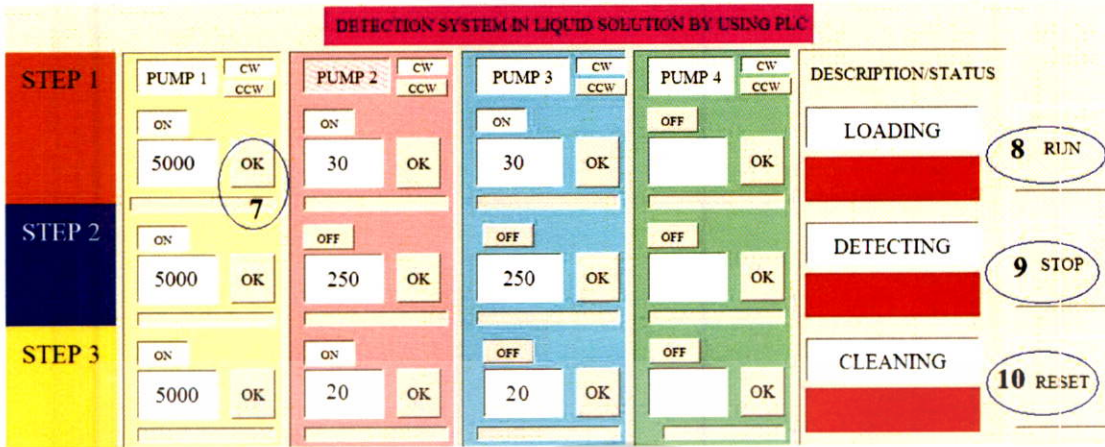 DETECTION SYSTEM IN LIQUID SOLUTION BY USING PLC
STEP 1
PUMP 1 CW
CCW
PUMP 2 CW
CCW
PUMP 3 CW
CCW
PUMP 4 CW
CCW
DESCRIPTION/STATUS
ON ON ON OFF
LOADING
5000 OK 30 OK 30 OK OK
8 RUN
7
STEP 2
ON OFF OFF OFF
DETECTING
5000 OK 250 OK 250 OK OK
9 STOP
STEP 3
ON ON OFF OFF
CLEANING
5000 OK 20 OK 20 OK OK
10 RESET